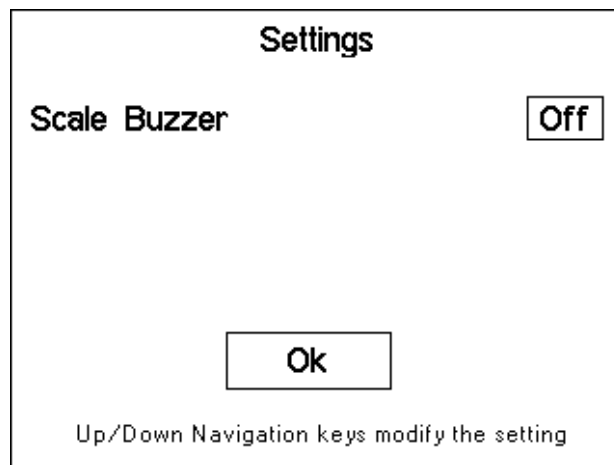 Settings
Scale Buzzer Off
Ok
Up/Down Navigation keys modify the setting